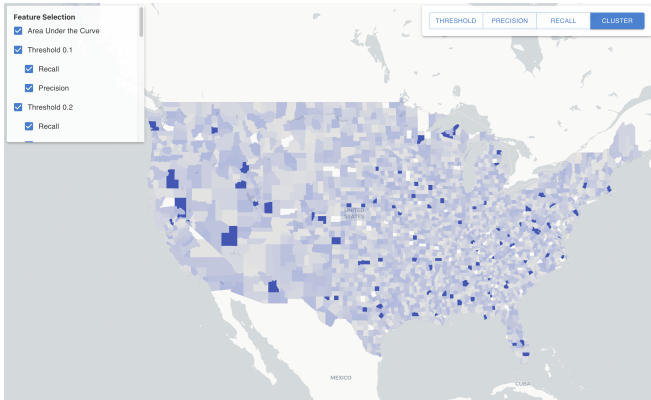 Feature Selection
Area Under the Curve
Threshold 0.1
Recall
Precision
Threshold 0.2
Recall
THRESHOLD PRECISION RECALL CLUSTER
UNITED
STATES
MEXICO
CUBA